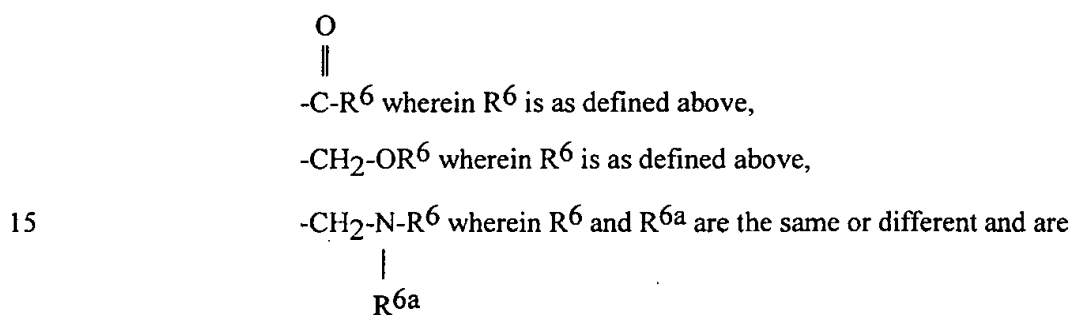 O
||
-C-R6 wherein R6 is as defined above,
-CH2-OR6 wherein R6 is as defined above,
15 -CH2-N-R6 wherein R6 and R6a are the same or different and are
|
R6a